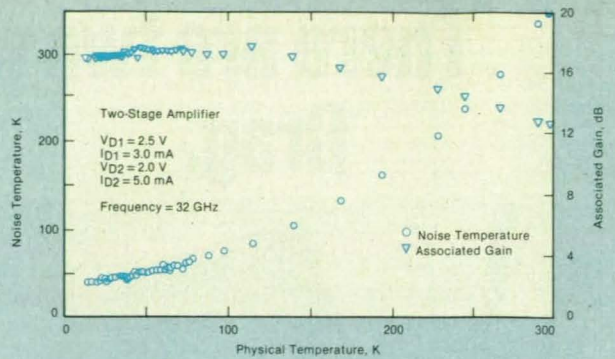 300
200
100
0
Noise Temperature, K
Two-Stage Amplifier
VD1 = 2.5 V
ID1 = 3.0 mA
VD2 = 2.0 V
ID2 = 5.0 mA
Frequency = 32 GHz
Noise Temperature
Associated Gain
20
16
12
8
4
0
Associated Gain, dB
0
100
200
300
Physical Temperature, K